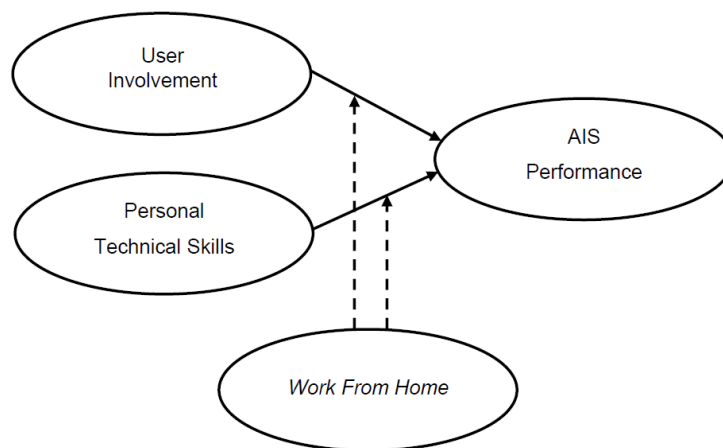 User
Involvement
AIS
Performance
Personal
Technical Skills
Work From Home